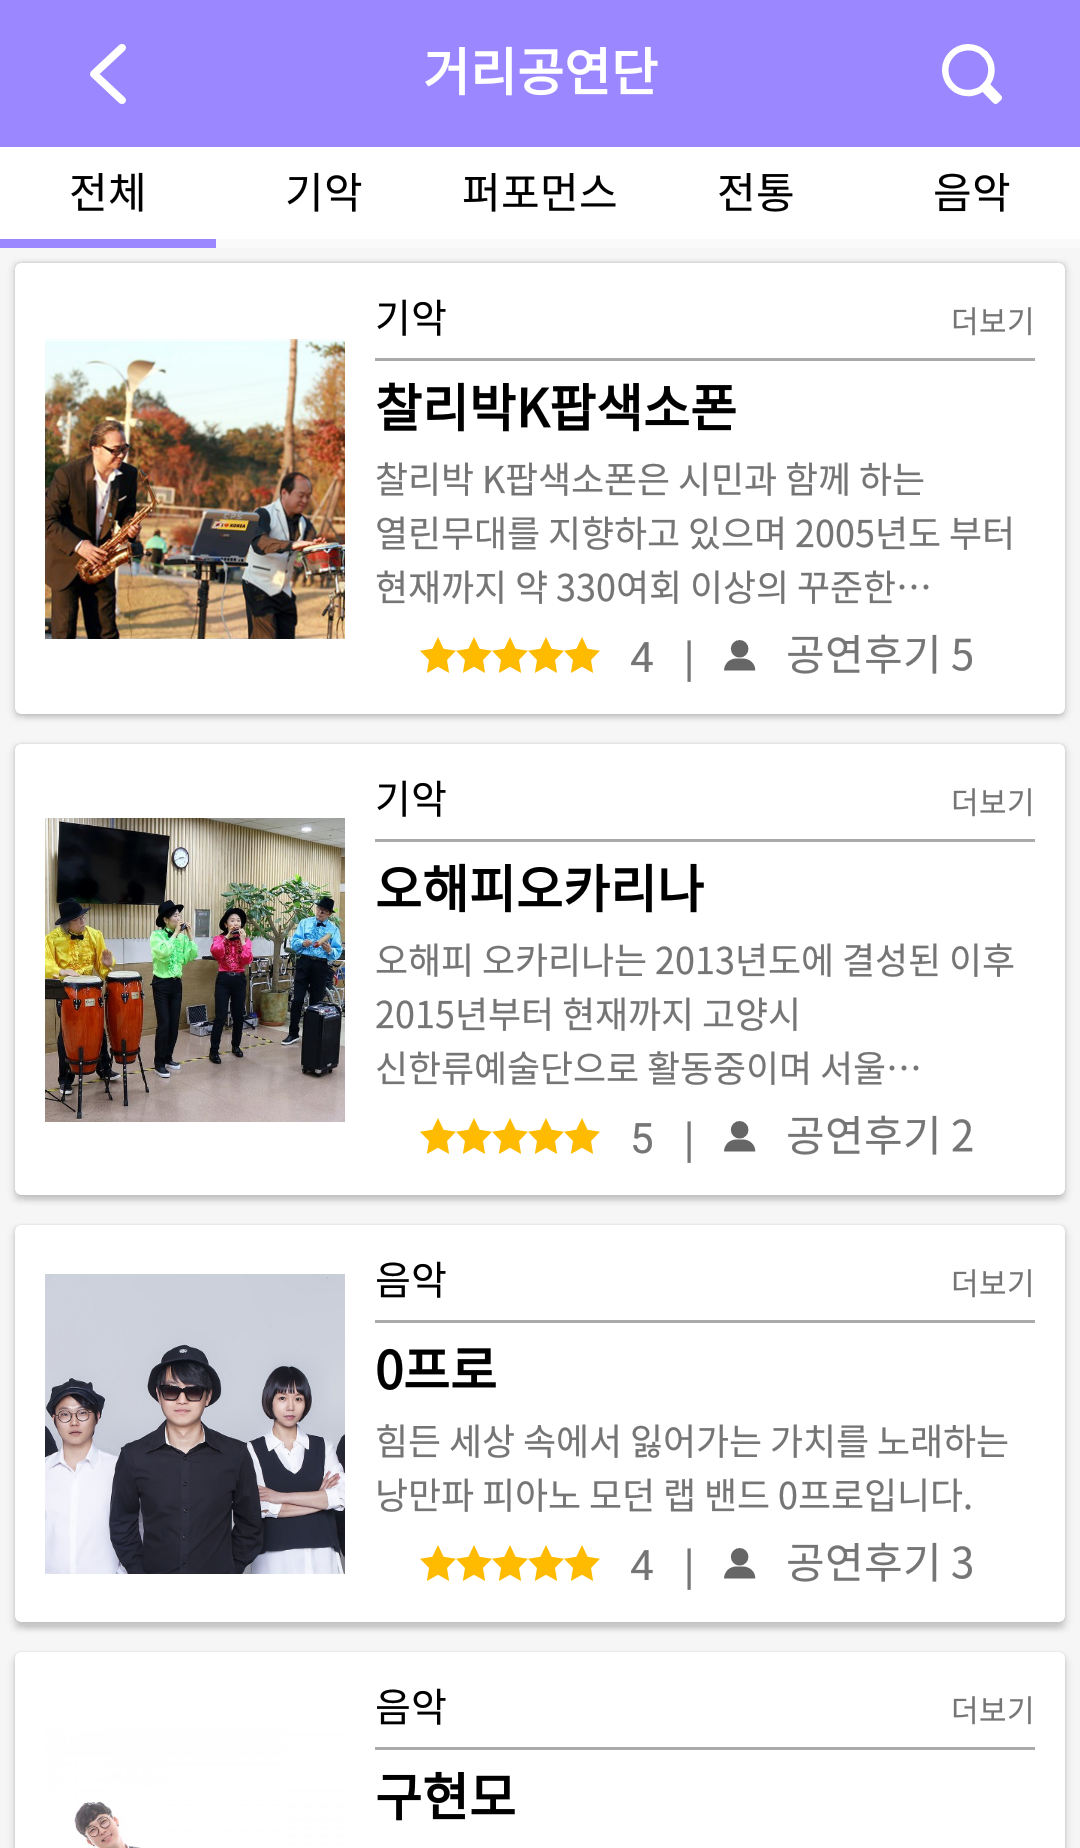 거리공연단
전체 기악 퍼포먼스 전통 음악
기악 더보기
찰리박K팝색소폰
찰리박 K팝색소폰은 시민과 함께 하는
열린무대를 지향하고 있으며 2005년도 부터
현재까지 약 330여회 이상의 꾸준한…
4 | 공연후기 5
기악 더보기
오해피오카리나
오해피 오카리나는 2013년도에 결성된 이후
2015년부터 현재까지 고양시
신한류예술단으로 활동중이며 서울…
5 | 공연후기 2
음악 더보기
0프로
힘든 세상 속에서 잃어가는 가치를 노래하는
낭만파 피아노 모던 랩 밴드 0프로입니다.
4 | 공연후기 3
음악 더보기
구현모